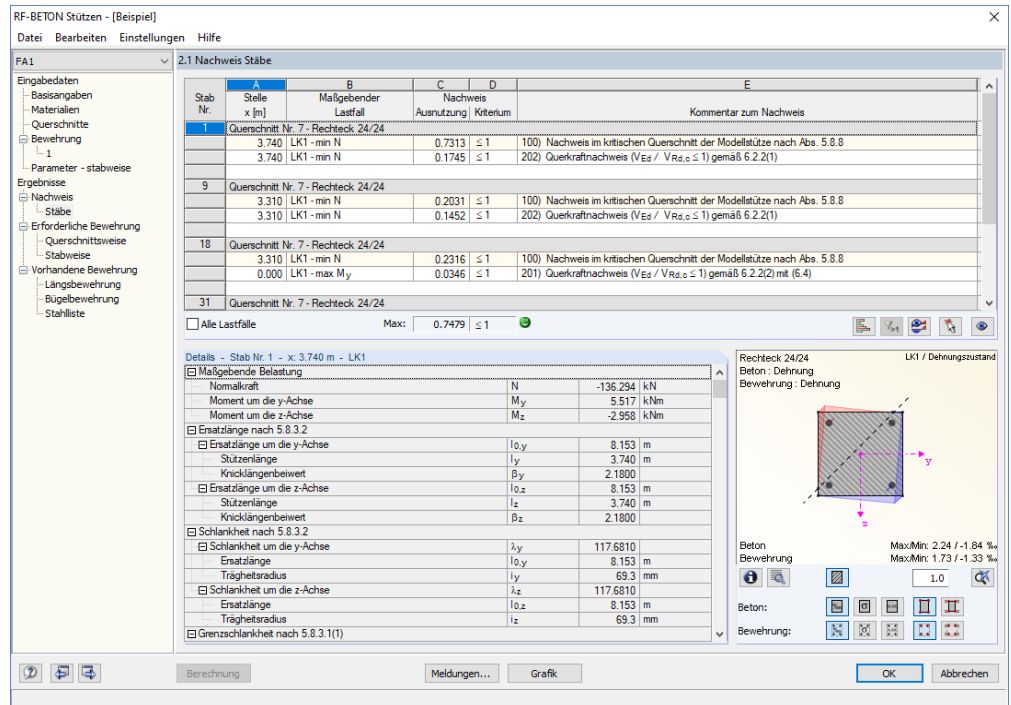 RF-BETON Stützen - [Beispiel]
Datei Bearbeiten Einstellungen Hilfe
FA1
Eingabedaten
Basisangaben
Materialien
Querschnitte
Bewehrung
1
Parameter - stabweise
Ergebnisse
Nachweis
Stäbe
Erforderliche Bewehrung
Querschnittsweise
Stabweise
Vorhandene Bewehrung
Längsbewehrung
Bügelbewehrung
Stahlliste
2.1 Nachweis Stäbe
A B C D E
Stab Stelle Maßgebender Nachweis
Nr. x [m] Lastfall Ausnutzung Kriterium Kommentar zum Nachweis
1 Querschnitt Nr. 7 - Rechteck 24/24
3.740 LK1 - min N 0.7313 ≤ 1 100) Nachweis im kritischen Querschnitt der Modellstütze nach Abs. 5.8.8
3.740 LK1 - min N 0.1745 ≤ 1 202) Querkraftnachweis (VEd / VRd,c ≤ 1) gemäß 6.2.2(1)
9 Querschnitt Nr. 7 - Rechteck 24/24
3.310 LK1 - min N 0.2031 ≤ 1 100) Nachweis im kritischen Querschnitt der Modellstütze nach Abs. 5.8.8
3.310 LK1 - min N 0.1452 ≤ 1 202) Querkraftnachweis (VEd / VRd,c ≤ 1) gemäß 6.2.2(1)
18 Querschnitt Nr. 7 - Rechteck 24/24
3.310 LK1 - min N 0.2316 ≤ 1 100) Nachweis im kritischen Querschnitt der Modellstütze nach Abs. 5.8.8
0.000 LK1 - max My 0.0346 ≤ 1 201) Querkraftnachweis (VEd / VRd,c ≤ 1) gemäß 6.2.2(2) mit (6.4)
31 Querschnitt Nr. 7 - Rechteck 24/24
Alle Lastfälle Max: 0.7479 ≤ 1
Details - Stab Nr. 1 - x: 3.740 m - LK1
Maßgebende Belastung
Normalkraft N -136.294 kN
Moment um die y-Achse My 5.517 kNm
Moment um die z-Achse Mz -2.958 kNm
Ersatzlänge nach 5.8.3.2
Ersatzlänge um die y-Achse l0,y 8.153 m
Stützenlänge ly 3.740 m
Knicklängenbeiwert βy 2.1800
Ersatzlänge um die z-Achse l0,z 8.153 m
Stützenlänge lz 3.740 m
Knicklängenbeiwert βz 2.1800
Schlankheit nach 5.8.3.2
Schlankheit um die y-Achse λy 117.6810
Ersatzlänge l0,y 8.153 m
Trägheitsradius iy 69.3 mm
Schlankheit um die z-Achse λz 117.6810
Ersatzlänge l0,z 8.153 m
Trägheitsradius iz 69.3 mm
Grenzschlankheit nach 5.8.3.1(1)
Rechteck 24/24 LK1 / Dehnungszustand
Beton : Dehnung
Bewehrung : Dehnung
y
z
Beton Max/Min: 2.24 / -1.84 ‰
Bewehrung Max/Min: 1.73 / -1.33 ‰
1.0
Beton:
Bewehrung:
Berechnung Meldungen... Grafik OK Abbrechen